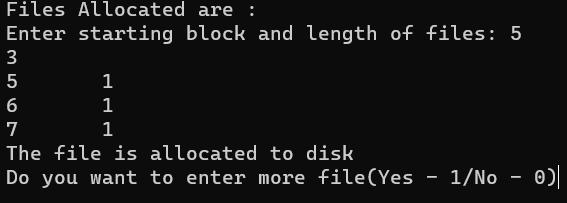 Files Allocated are :
Enter starting block and length of files: 5
3
5       1
6       1
7       1
The file is allocated to disk
Do you want to enter more file(Yes - 1/No - 0)